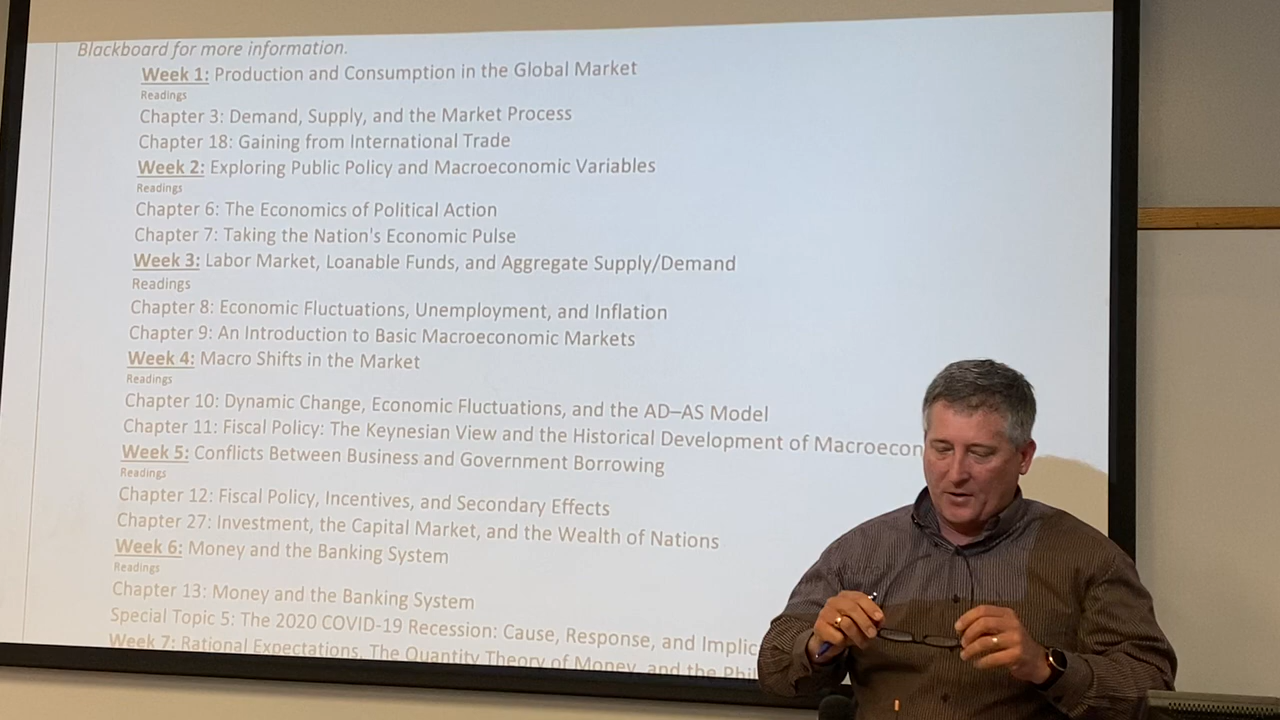 Blackboard for more information.
Week 1: Production and Consumption in the Global Market
Readings
Chapter 3: Demand, Supply, and the Market Process
Chapter 18: Gaining from International Trade
Week 2: Exploring Public Policy and Macroeconomic Variables
Readings
Chapter 6: The Economics of Political Action
Chapter 7: Taking the Nation's Economic Pulse
Week 3: Labor Market, Loanable Funds, and Aggregate Supply/Demand
Readings
Chapter 8: Economic Fluctuations, Unemployment, and Inflation
Chapter 9: An Introduction to Basic Macroeconomic Markets
Week 4: Macro Shifts in the Market
Readings
Chapter 10: Dynamic Change, Economic Fluctuations, and the AD–AS Model
Chapter 11: Fiscal Policy: The Keynesian View and the Historical Development of Macroecon
Week 5: Conflicts Between Business and Government Borrowing
Readings
Chapter 12: Fiscal Policy, Incentives, and Secondary Effects
Chapter 27: Investment, the Capital Market, and the Wealth of Nations
Week 6: Money and the Banking System
Readings
Chapter 13: Money and the Banking System
Special Topic 5: The 2020 COVID-19 Recession: Cause, Response, and Implic
Week 7: Rational Expectations, The Quantity Theory of Money, and the Phil